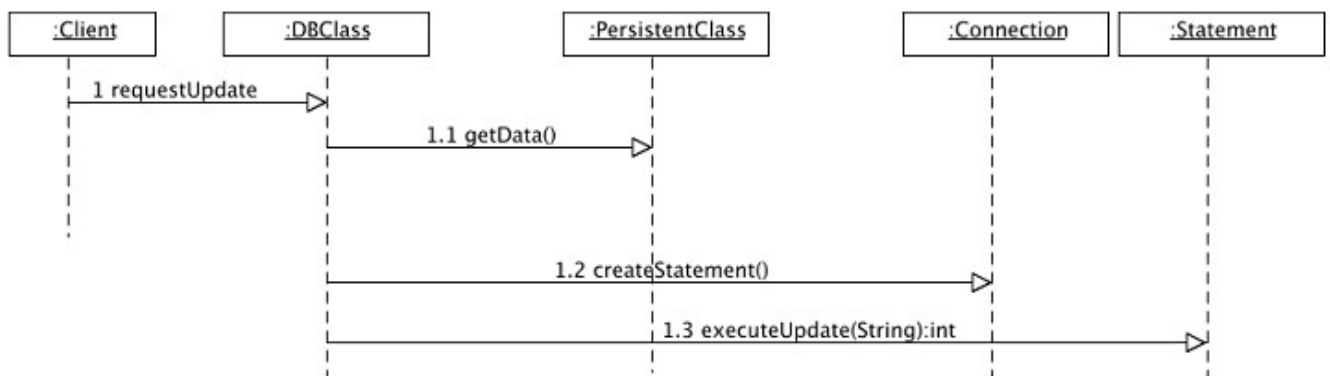 :Client
:DBClass
:PersistentClass
:Connection
:Statement
1 requestUpdate
1.1 getData()
1.2 createStatement()
1.3 executeUpdate(String):int